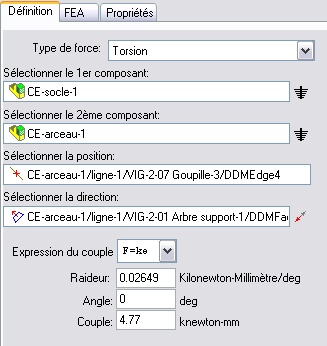 Définition FEA Propriétés
Type de force: Torsion
Sélectionner le 1er composant:
CE-socle-1
Sélectionner le 2ème composant:
CE-arceau-1
Sélectionner la position:
CE-arceau-1/ligne-1/VIG-2-07 Goupille-3/DDMEdge4
Sélectionner la direction:
CE-arceau-1/ligne-1/VIG-2-01 Arbre support-1/DDMFac
Expression du couple F=ke
Raideur: 0.02649 Kilonewton-Millimètre/deg
Angle: 0 deg
Couple: 4.77 knewton-mm